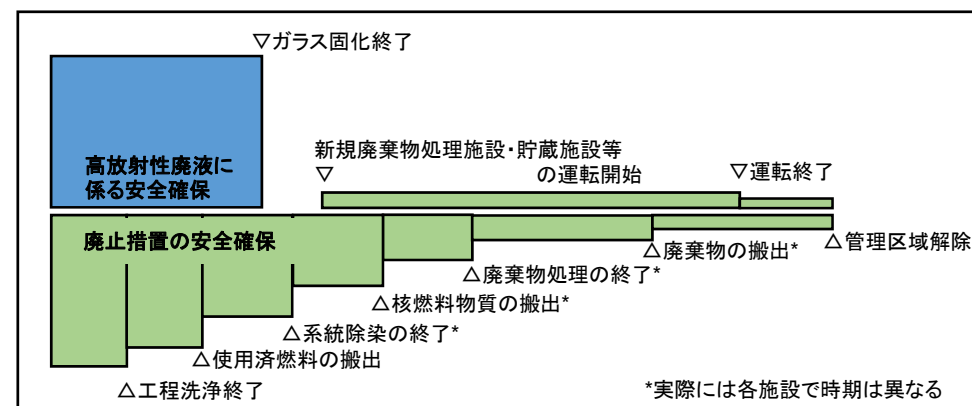 ▽ガラス固化終了
高放射性廃液に
係る安全確保
新規廃棄物処理施設・貯蔵施設等
▽
の運転開始
▽運転終了
廃止措置の安全確保
△管理区域解除
△廃棄物の搬出*
△廃棄物処理の終了*
△核燃料物質の搬出*
△系統除染の終了*
△使用済燃料の搬出
△工程洗浄終了
*実際には各施設で時期は異なる